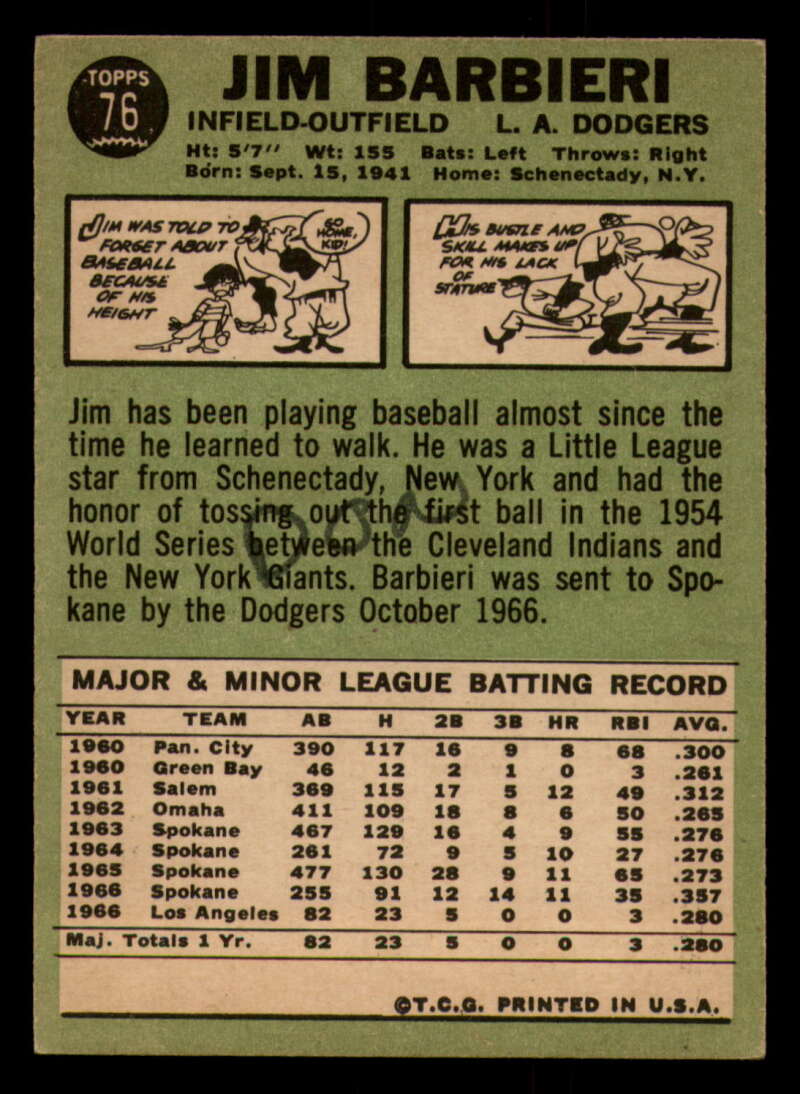 TOPPS
76
JIM BARBIERI
INFIELD-OUTFIELD L. A. DODGERS
Ht: 5'7" Wt: 155 Bats: Left Throws: Right
Born: Sept. 15, 1941 Home: Schenectady, N.Y.
JIM WAS TOLD TO
FORGET ABOUT
BASEBALL
BECAUSE
OF HIS
HEIGHT
GO
HOME,
KID!
HIS BUSTLE AND
SKILL MAKES UP
FOR HIS LACK
OF
STATURE
Jim has been playing baseball almost since the
time he learned to walk. He was a Little League
star from Schenectady, New York and had the
honor of tossing out the first ball in the 1954
World Series between the Cleveland Indians and
the New York Giants. Barbieri was sent to Spo-
kane by the Dodgers October 1966.
MAJOR & MINOR LEAGUE BATTING RECORD
YEAR TEAM AB H 2B 3B HR RBI AVG.
1960 Pan. City 390 117 16 9 8 68 .300
1960 Green Bay 46 12 2 1 0 3 .261
1961 Salem 369 115 17 5 12 49 .312
1962 Omaha 411 109 18 8 6 50 .265
1963 Spokane 467 129 16 4 9 55 .276
1964 Spokane 261 72 9 5 10 27 .276
1965 Spokane 477 130 28 9 11 65 .273
1966 Spokane 255 91 12 14 11 35 .357
1966 Los Angeles 82 23 5 0 0 3 .280
Maj. Totals 1 Yr. 82 23 5 0 0 3 .280
©T.C.G. PRINTED IN U.S.A.